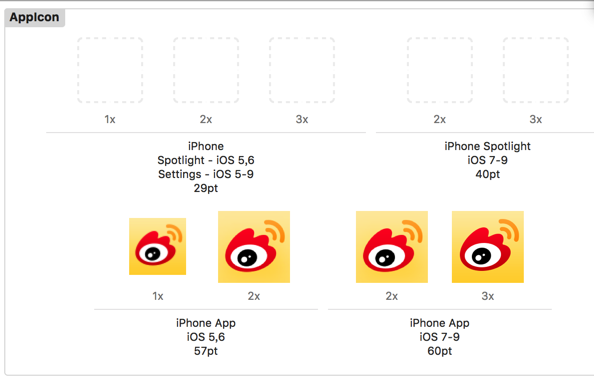 AppIcon
1x 2x 3x 2x 3x
iPhone
Spotlight - iOS 5,6
Settings - iOS 5-9
29pt
iPhone Spotlight
iOS 7-9
40pt
1x 2x 2x 3x
iPhone App
iOS 5,6
57pt
iPhone App
iOS 7-9
60pt